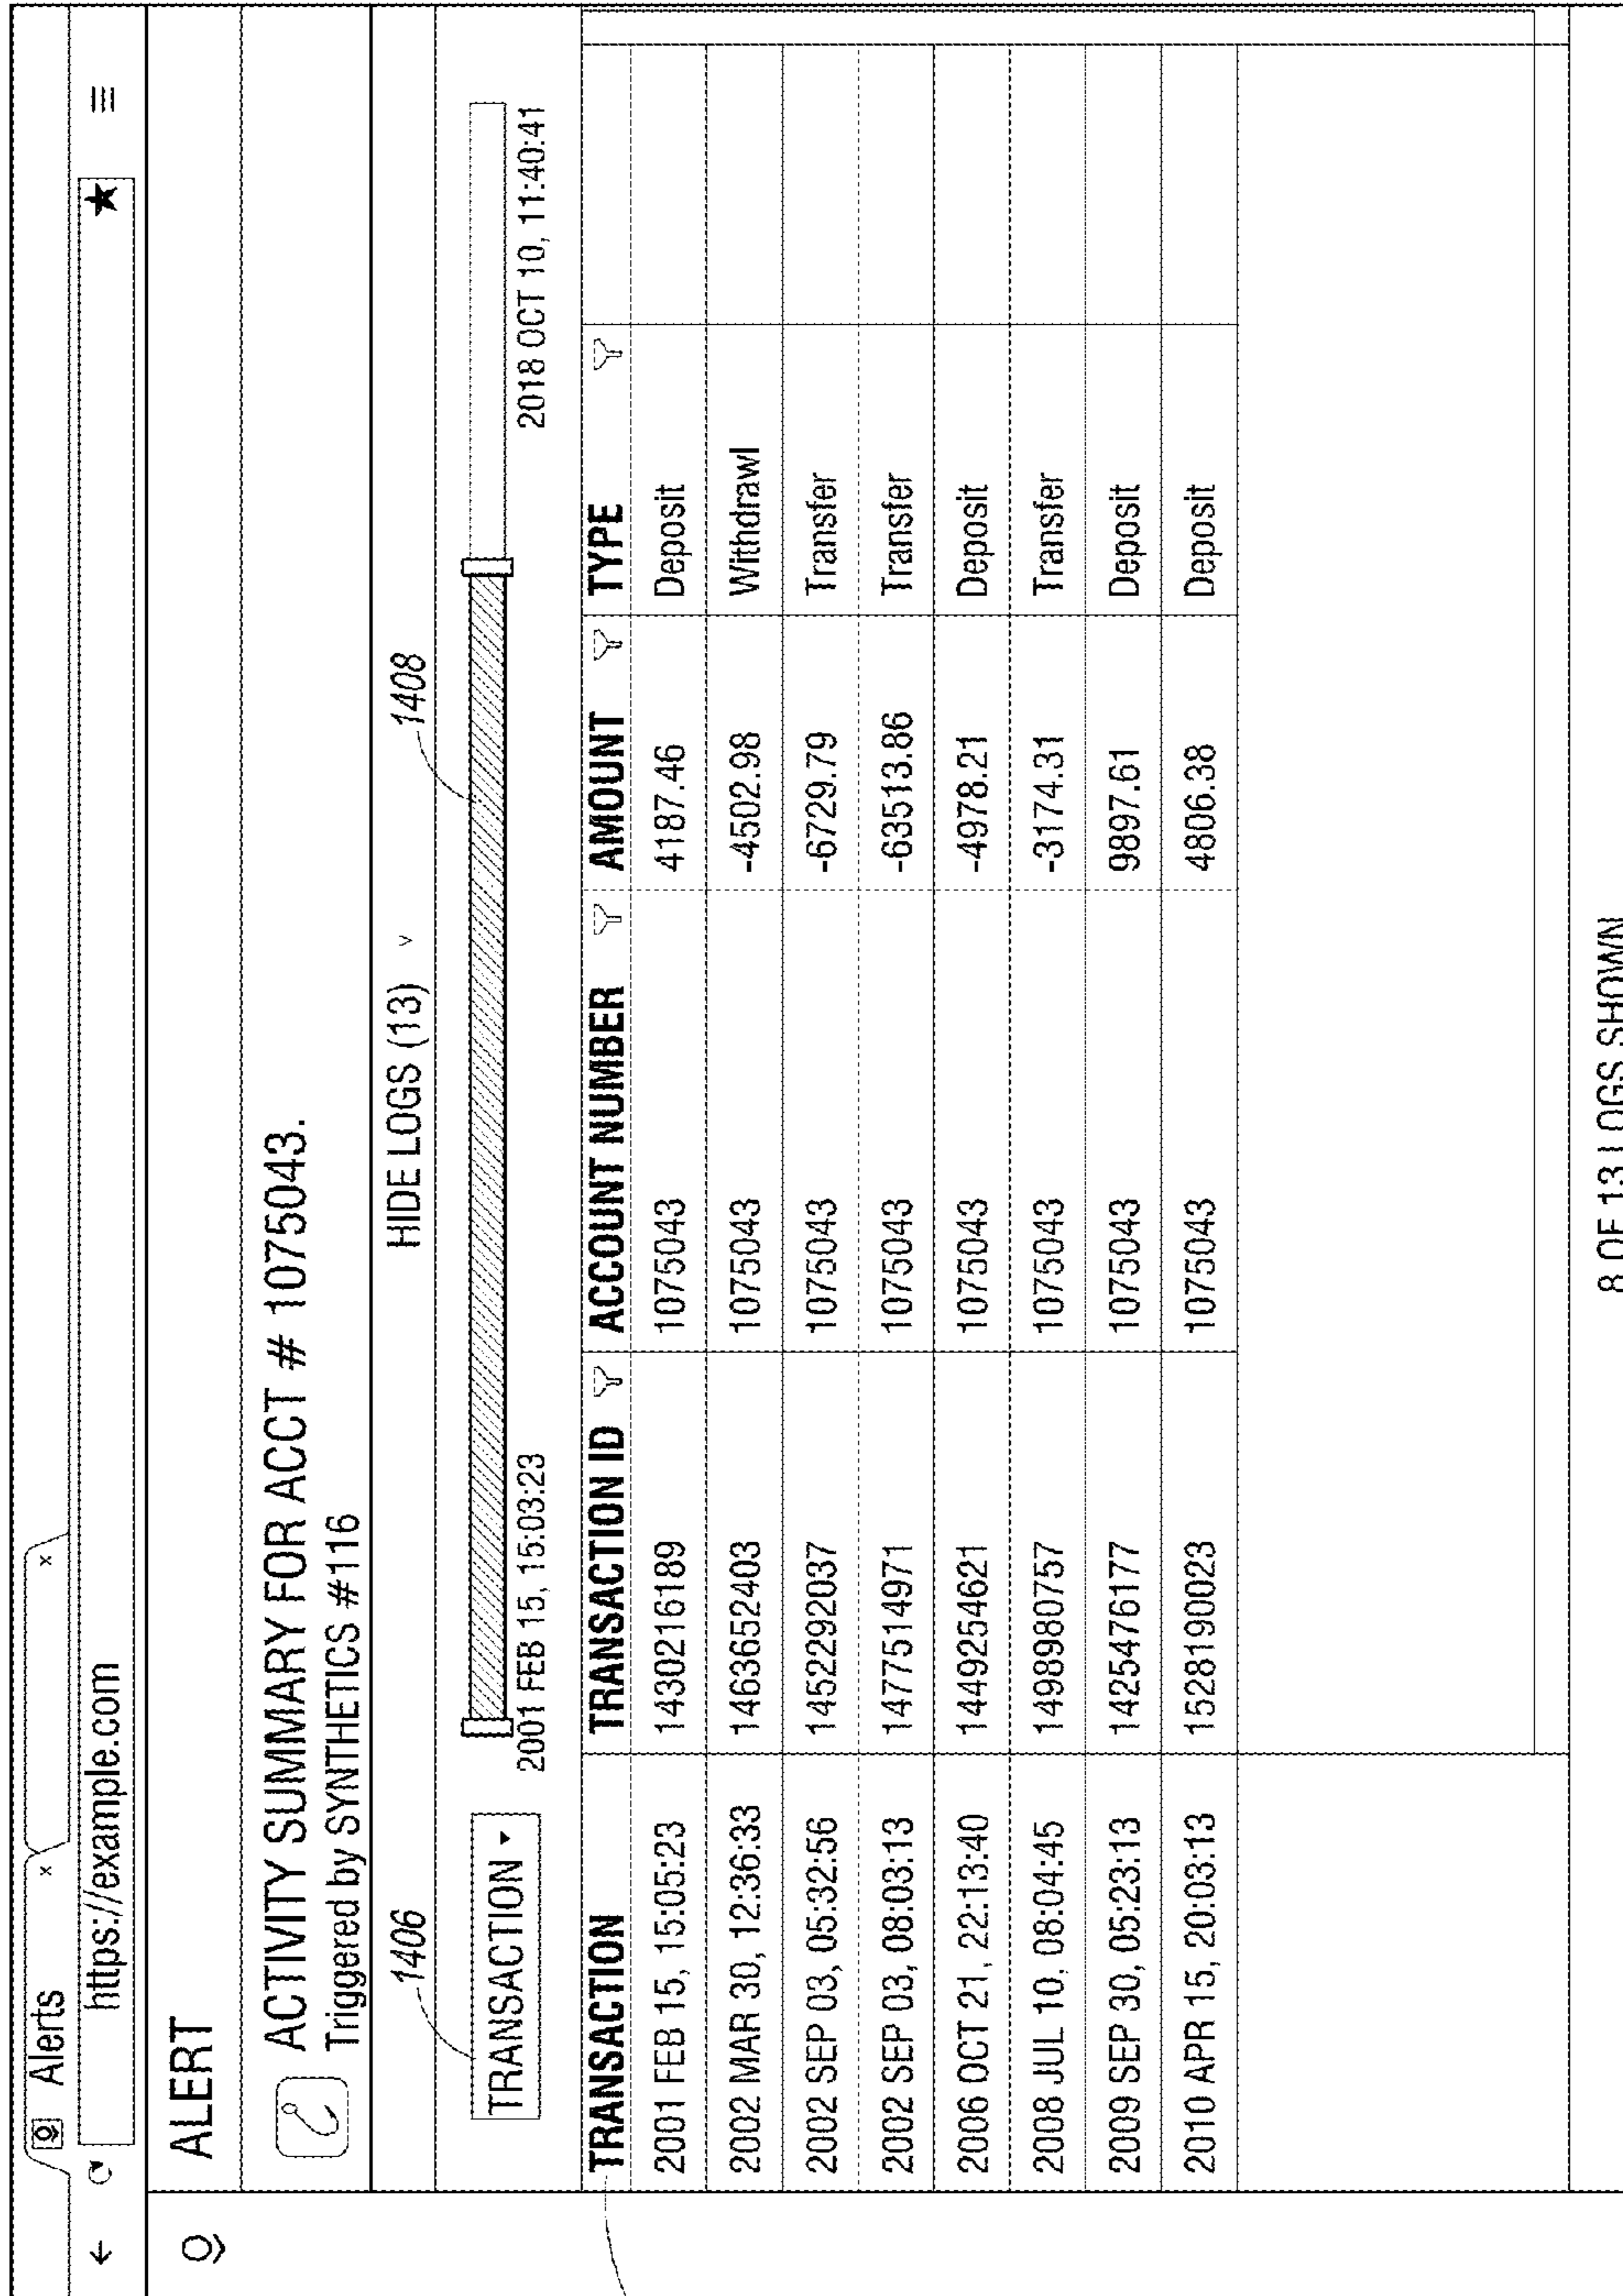 Alerts × ×
https://example.com
ALERT
ACTIVITY SUMMARY FOR ACCT # 1075043.
Triggered by SYNTHETICS #116
HIDE LOGS (13) v
1406
1408
TRANSACTION ▾
2001 FEB 15, 15:03:23
2018 OCT 10, 11:40:41
TRANSACTION TRANSACTION ID ACCOUNT NUMBER AMOUNT TYPE
2001 FEB 15, 15:05:23 1430216189 1075043 4187.46 Deposit
2002 MAR 30, 12:36:33 1463652403 1075043 -4502.98 Withdrawl
2002 SEP 03, 05:32:56 1452292037 1075043 -6729.79 Transfer
2002 SEP 03, 08:03:13 1477514971 1075043 -63513.86 Transfer
2006 OCT 21, 22:13:40 1449254621 1075043 -4978.21 Deposit
2008 JUL 10, 08:04:45 1498980757 1075043 -3174.31 Transfer
2009 SEP 30, 05:23:13 1425476177 1075043 9897.61 Deposit
2010 APR 15, 20:03:13 1528190023 1075043 4806.38 Deposit
8 OF 13 LOGS SHOWN